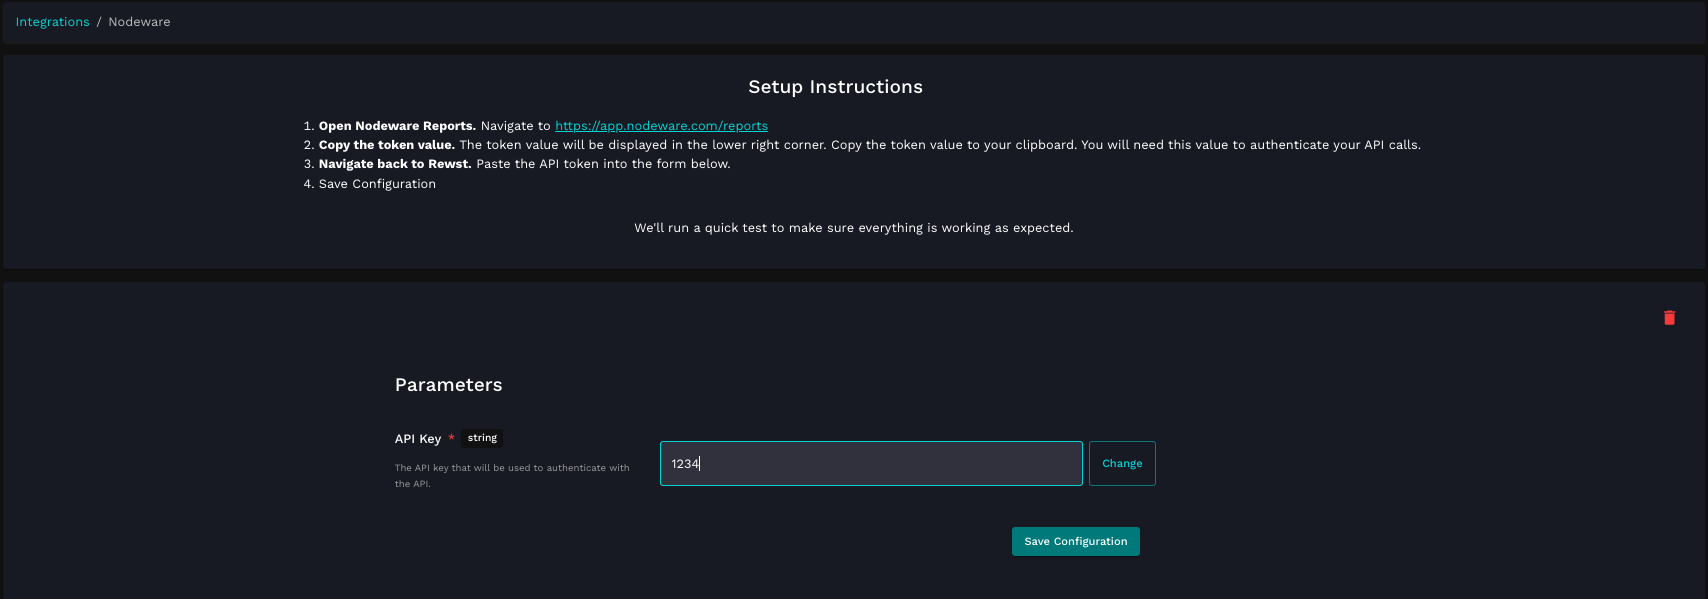 Integrations / Nodeware
Setup Instructions
1. Open Nodeware Reports. Navigate to https://app.nodeware.com/reports
2. Copy the token value. The token value will be displayed in the lower right corner. Copy the token value to your clipboard. You will need this value to authenticate your API calls.
3. Navigate back to Rewst. Paste the API token into the form below.
4. Save Configuration
We'll run a quick test to make sure everything is working as expected.
Parameters
API Key * string
The API key that will be used to authenticate with
the API.
1234
Change
Save Configuration